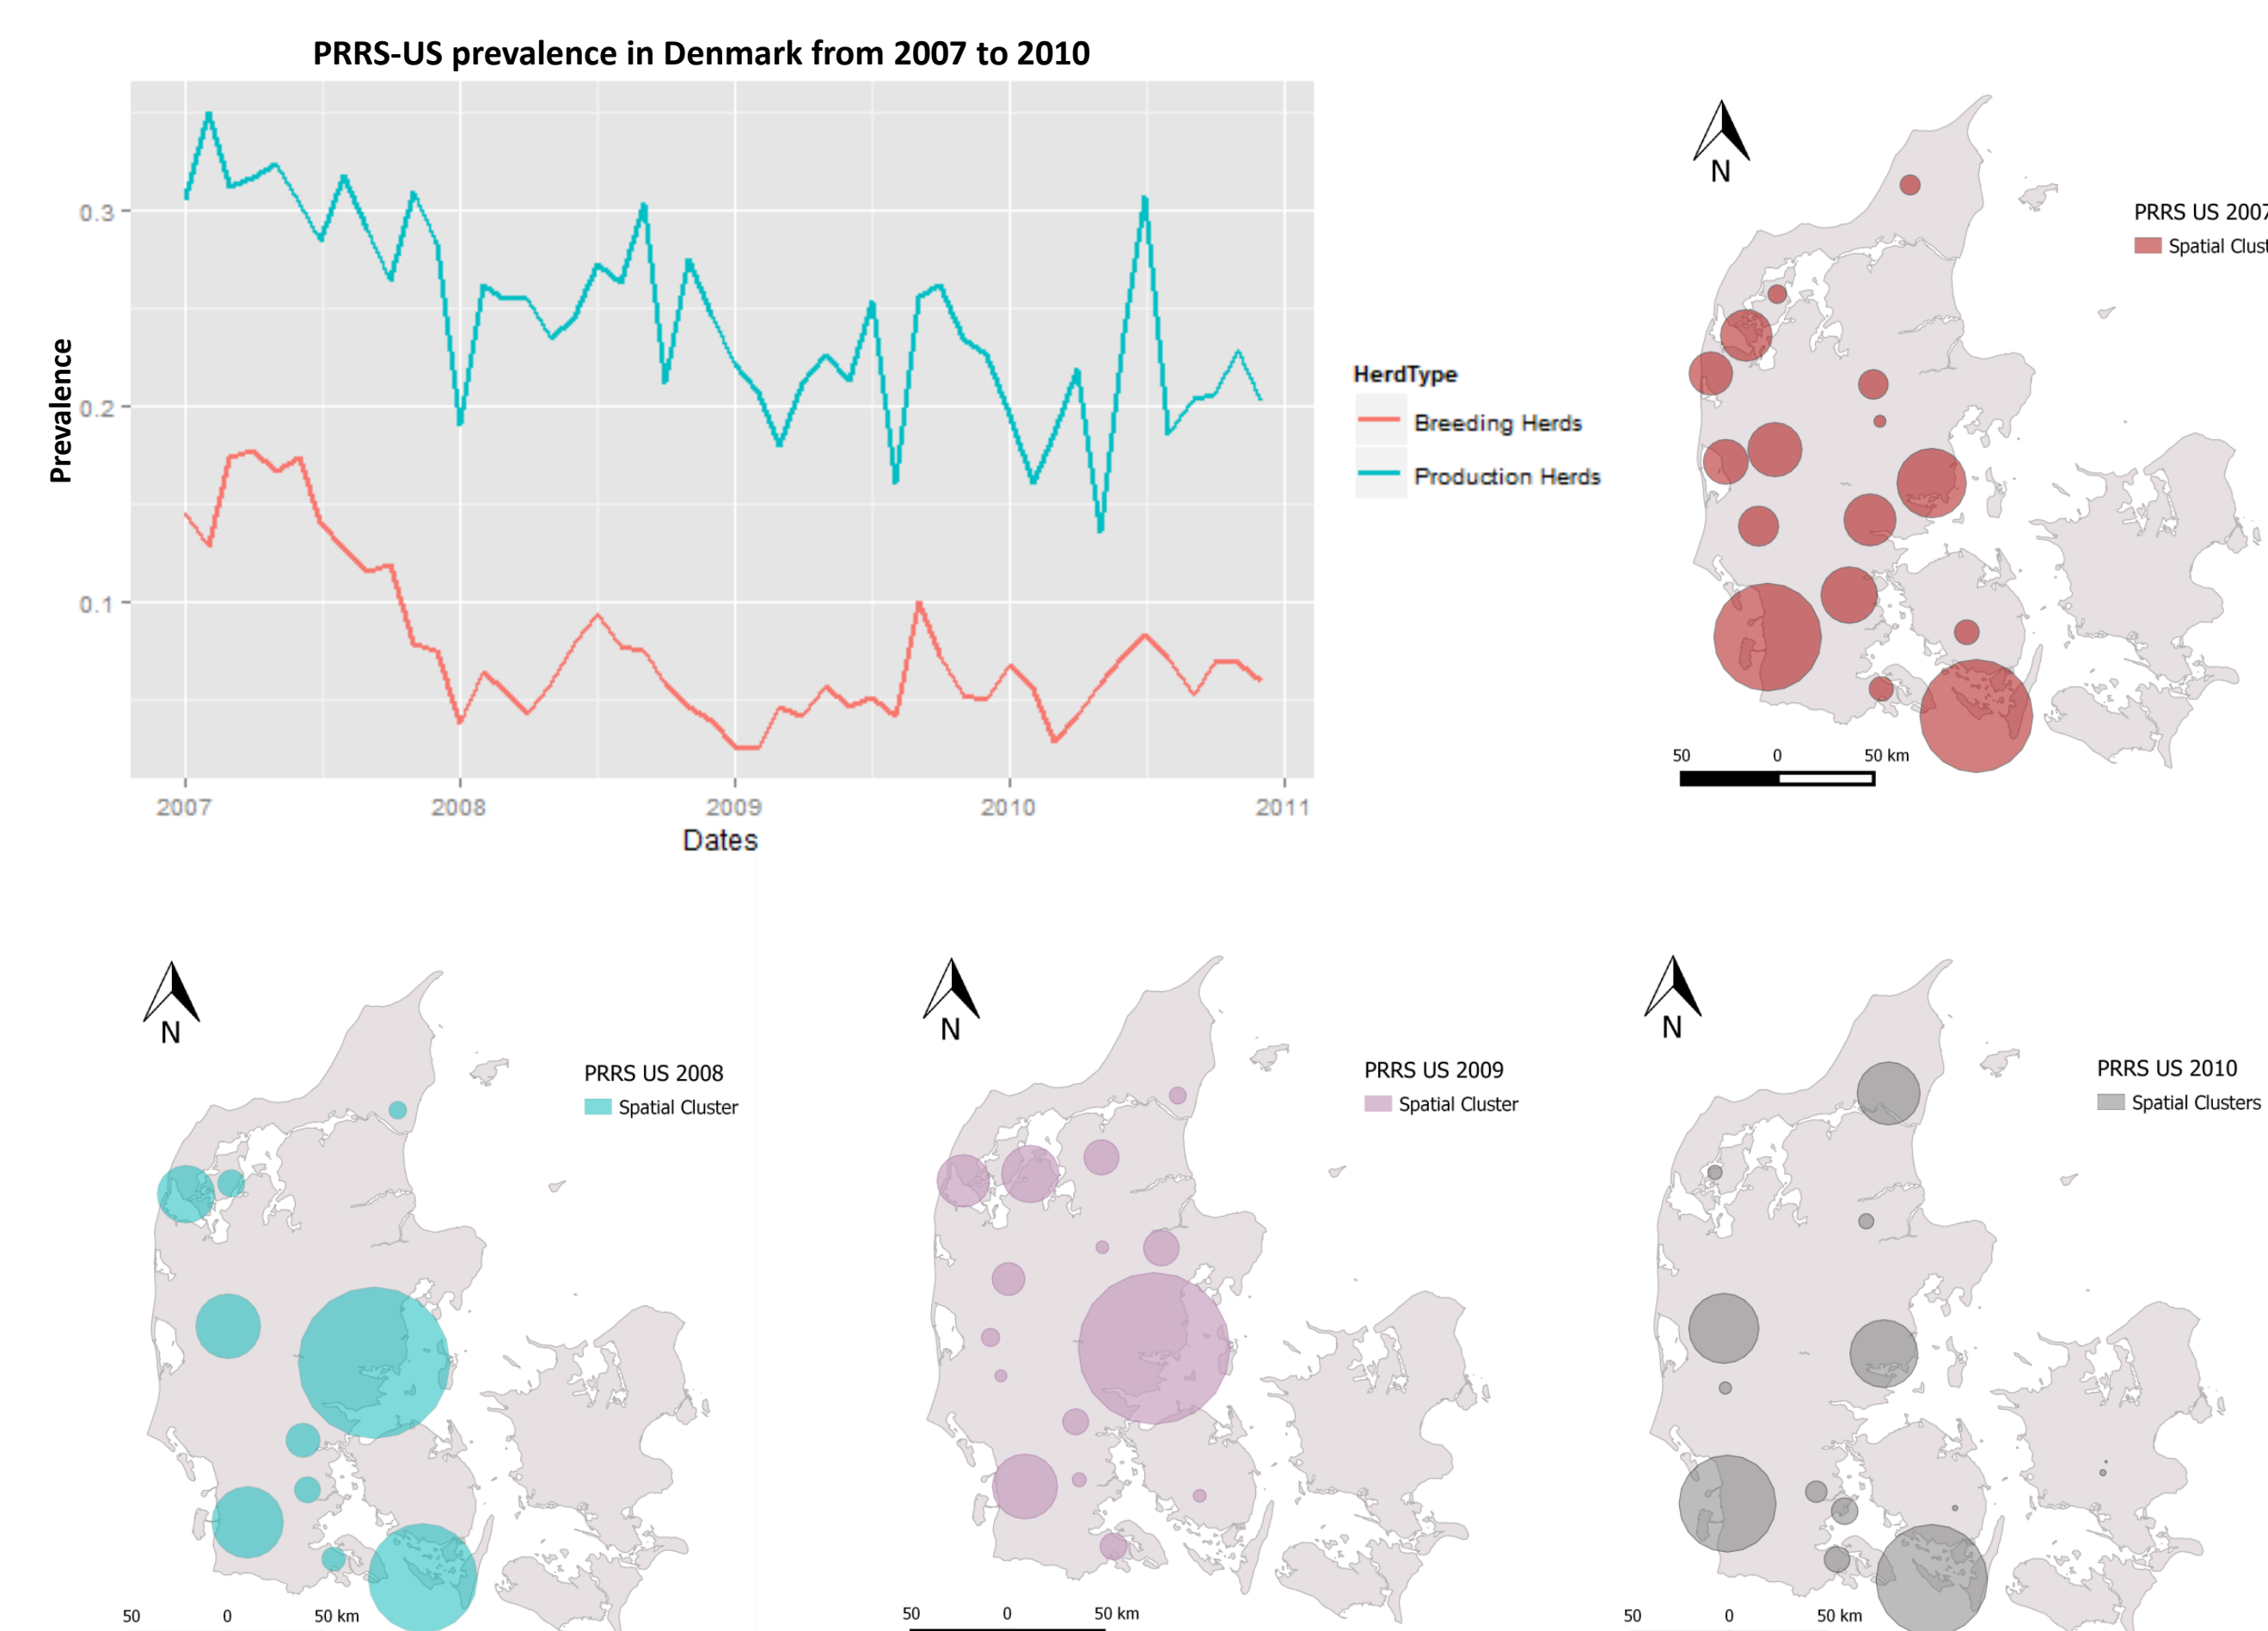 PRRS-US prevalence in Denmark from 2007 to 2010
Prevalence
0.3
0.2
0.1
2007
2008
2009
2010
2011
Dates
HerdType
Breeding Herds
Production Herds
N
PRRS US 2007
Spatial Clust
50 0 50 km
N
PRRS US 2008
Spatial Cluster
50 0 50 km
N
PRRS US 2009
Spatial Cluster
50 0 50 km
N
PRRS US 2010
Spatial Clusters
50 0 50 km